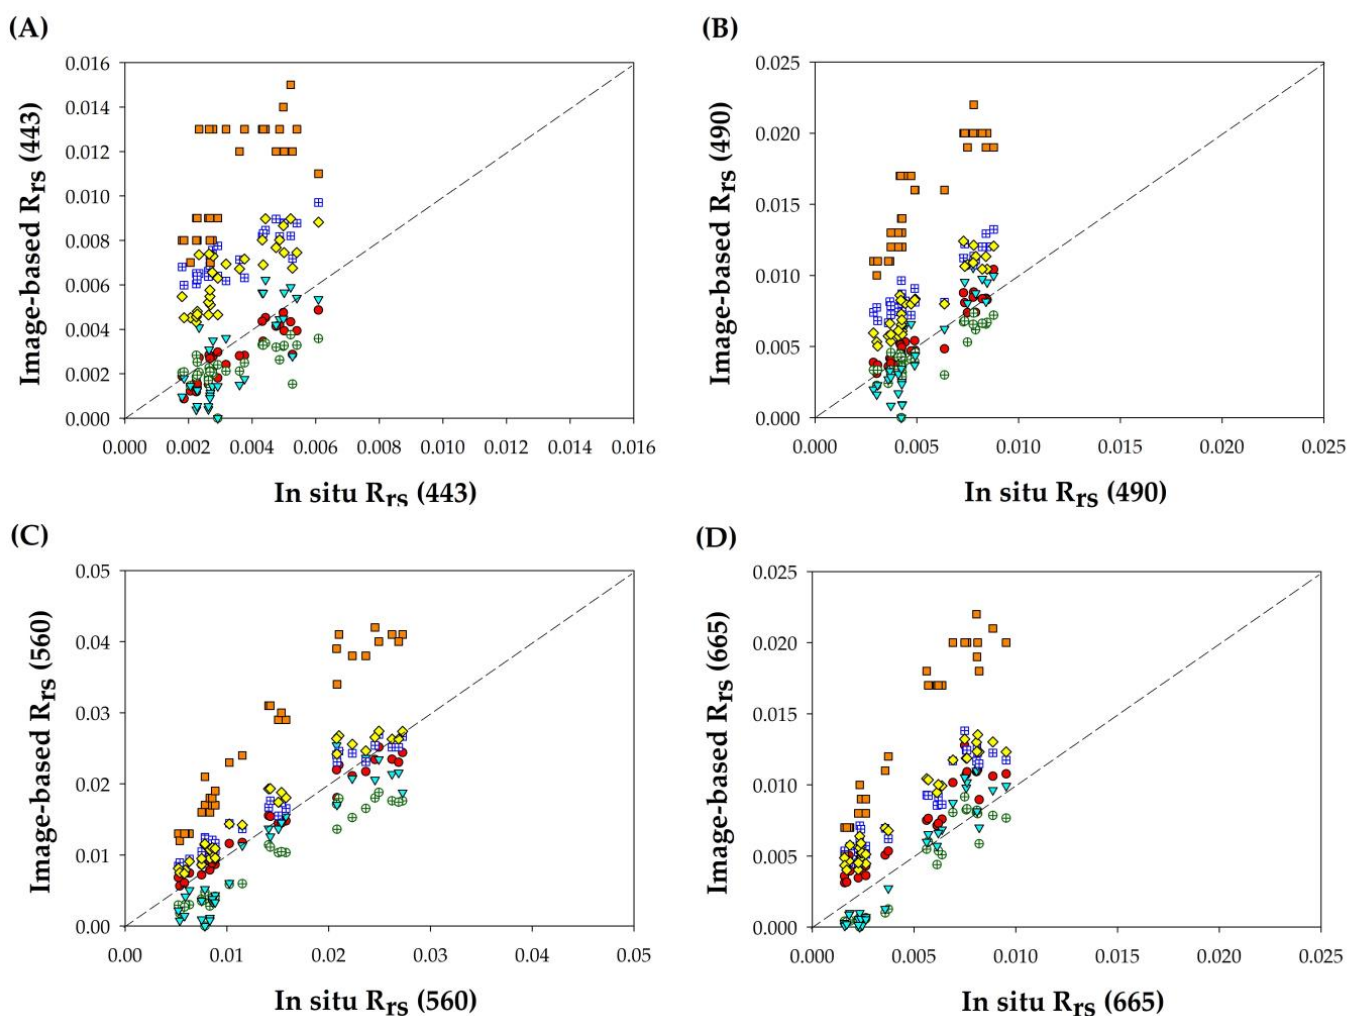 (A)
Image-based Rrs (443)
0.016
0.014
0.012
0.010
0.008
0.006
0.004
0.002
0.000
0.000 0.002 0.004 0.006 0.008 0.010 0.012 0.014 0.016
In situ Rrs (443)
(B)
Image-based Rrs (490)
0.025
0.020
0.015
0.010
0.005
0.000
0.000 0.005 0.010 0.015 0.020 0.025
In situ Rrs (490)
(C)
Image-based Rrs (560)
0.05
0.04
0.03
0.02
0.01
0.00
0.00 0.01 0.02 0.03 0.04 0.05
In situ Rrs (560)
(D)
Image-based Rrs (665)
0.025
0.020
0.015
0.010
0.005
0.000
0.000 0.005 0.010 0.015 0.020 0.025
In situ Rrs (665)